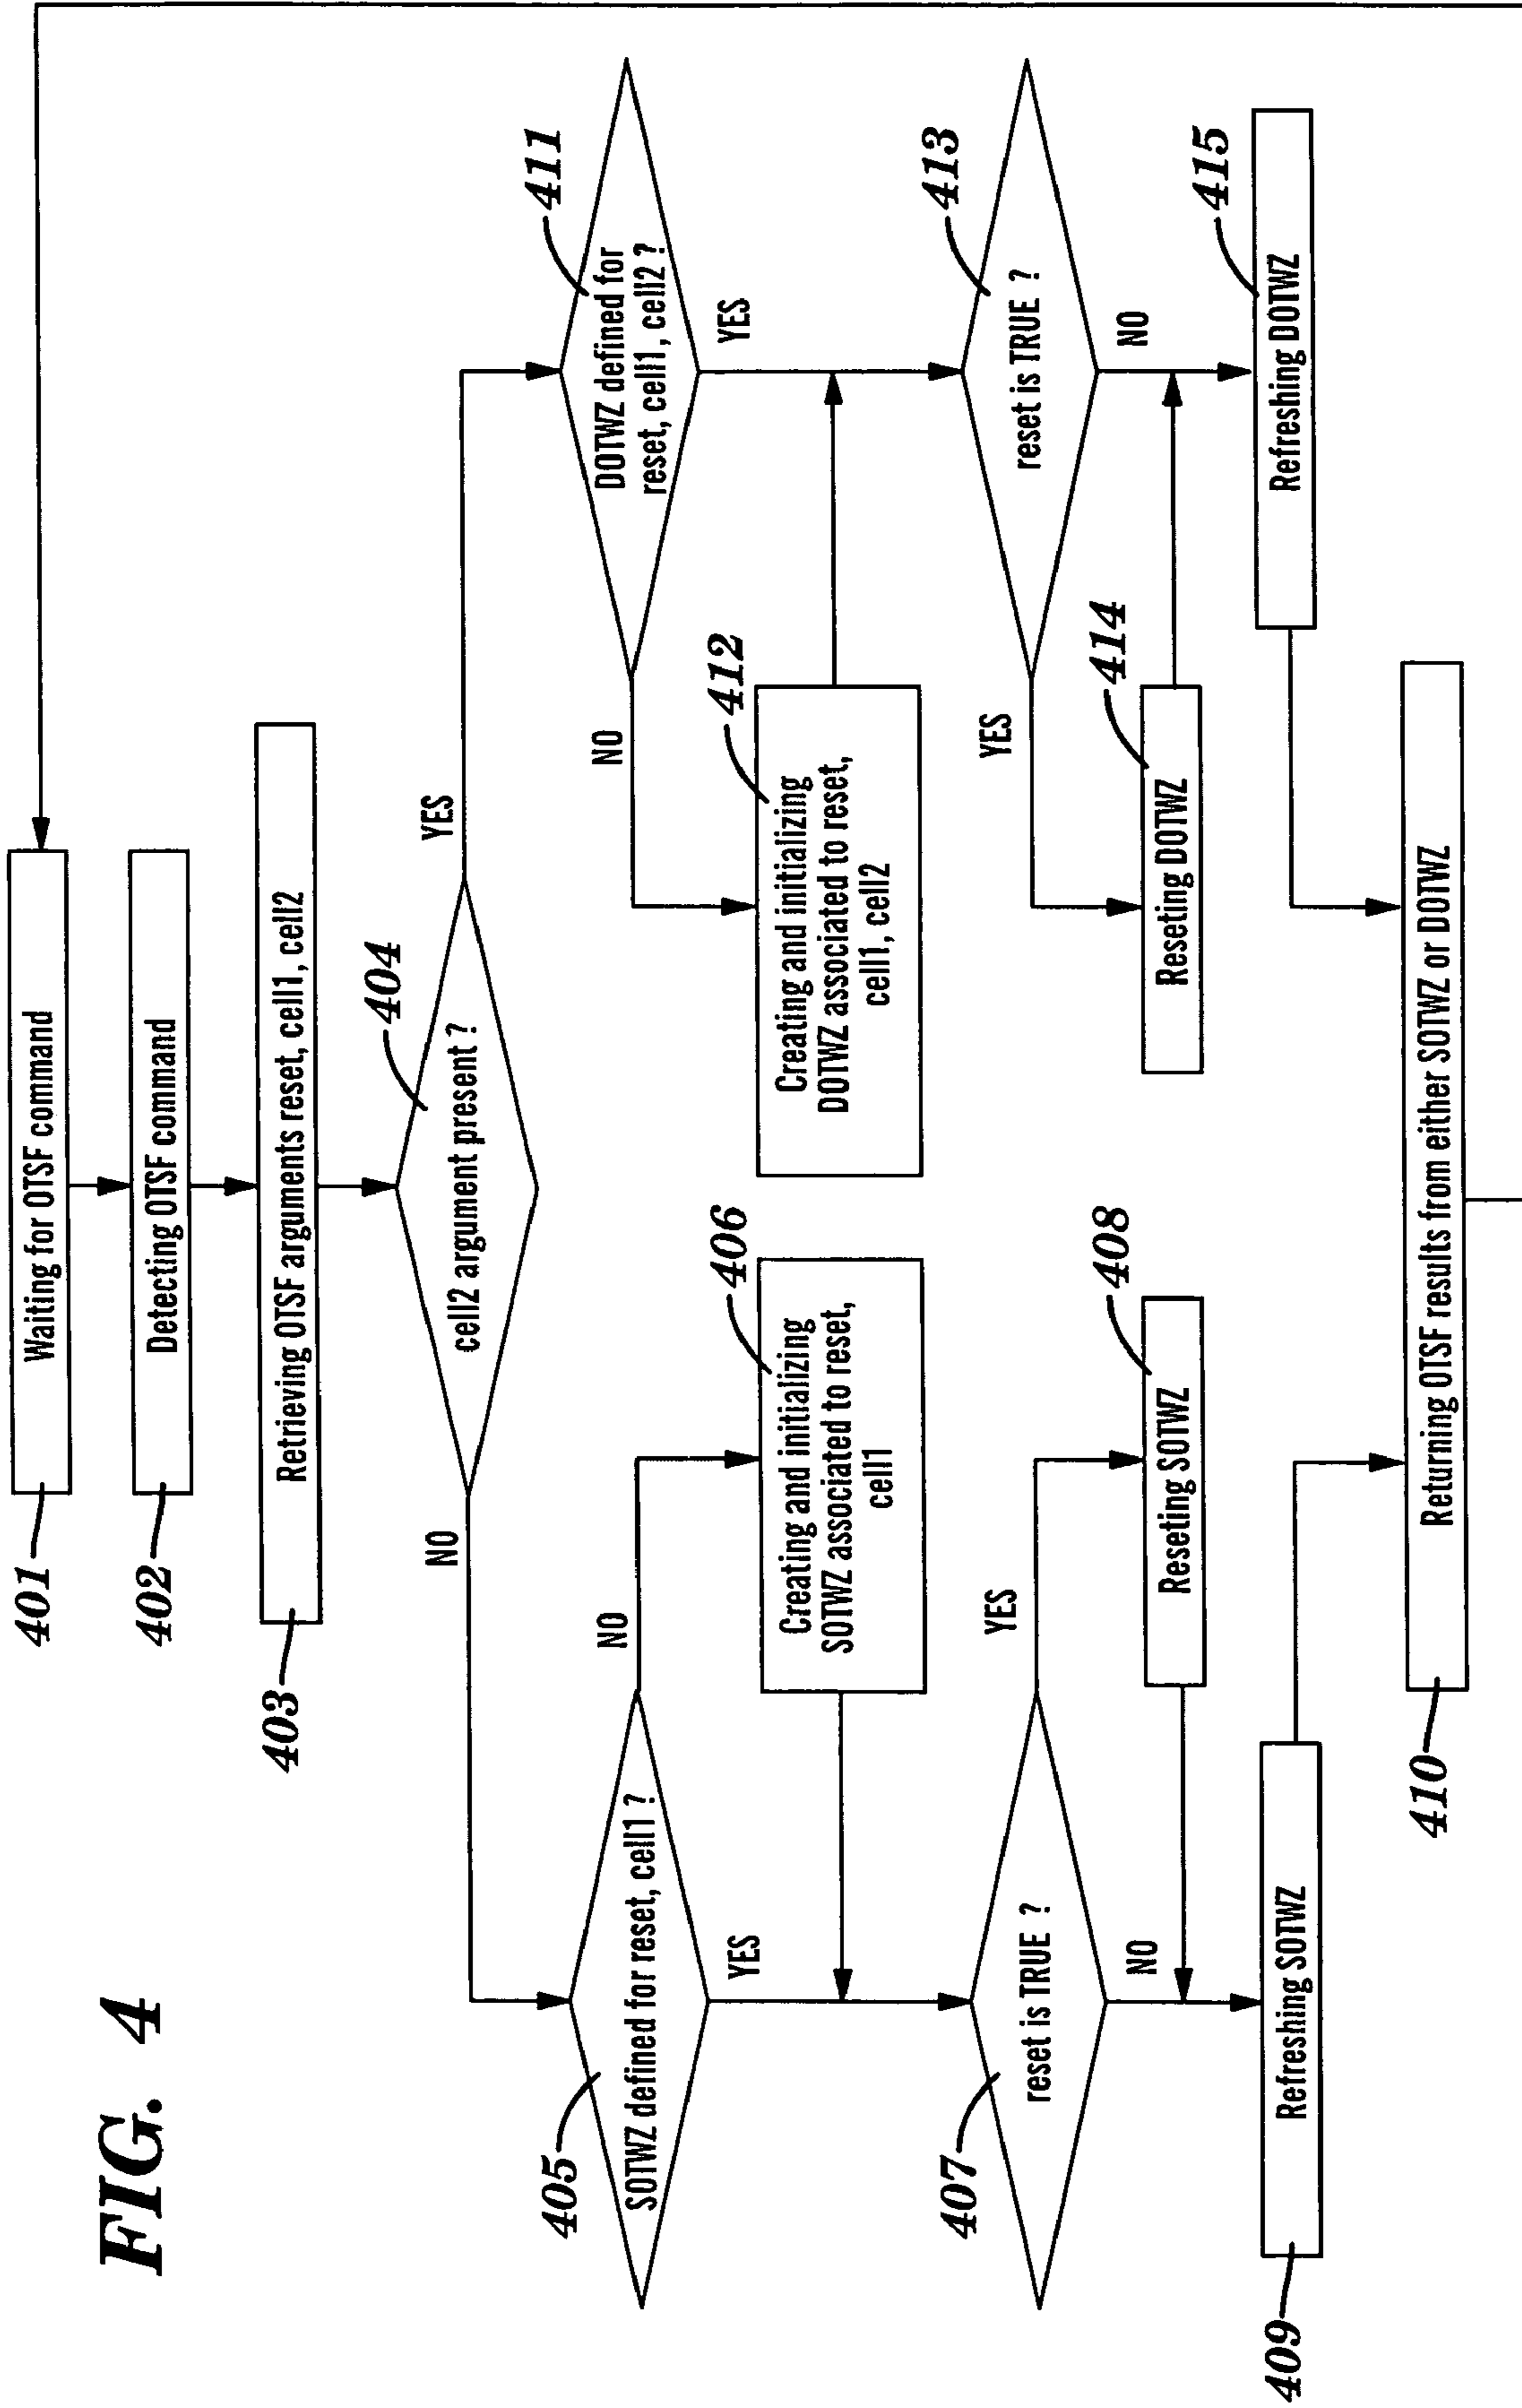 FIG. 4
401
Waiting for OTSF command
402
Detecting OTSF command
403
Retrieving OTSF arguments reset, cell1, cell2
404
cell2 argument present ?
NO
YES
405
SOTWZ defined for reset, cell1 ?
NO
YES
406
Creating and initializing
SOTWZ associated to reset,
cell1
407
reset is TRUE ?
YES
NO
408
Reseting SOTWZ
409
Refreshing SOTWZ
411
DOTWZ defined for
reset, cell1, cell2 ?
NO
YES
412
Creating and initializing
DOTWZ associated to reset,
cell1, cell2
413
reset is TRUE ?
YES
NO
414
Reseting DOTWZ
415
Refreshing DOTWZ
410
Returning OTSF results from either SOTWZ or DOTWZ